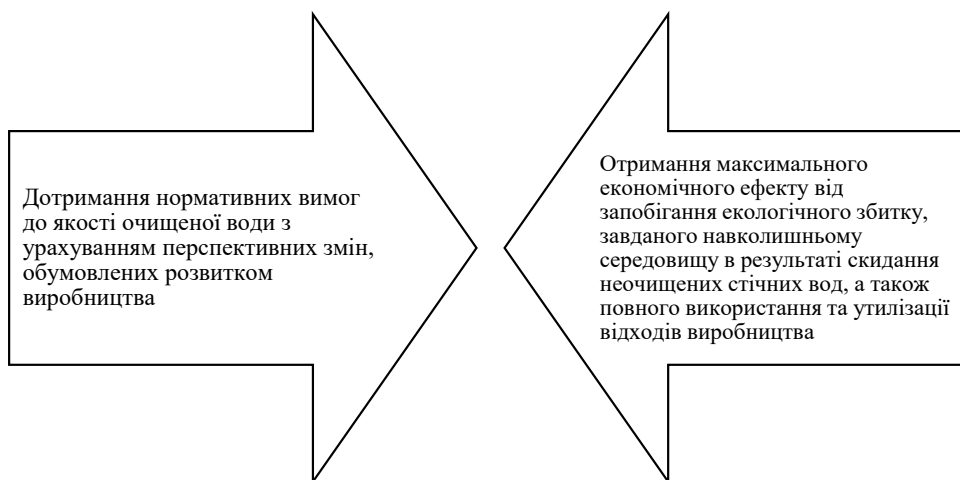 Дотримання нормативних вимог
до якості очищеної води з
урахуванням перспективних змін,
обумовлених розвитком
виробництва
Отримання максимального
економічного ефекту від
запобігання екологічного збитку,
завданого навколишньому
середовищу в результаті скидання
неочищених стічних вод, а також
повного використання та утилізації
відходів виробництва